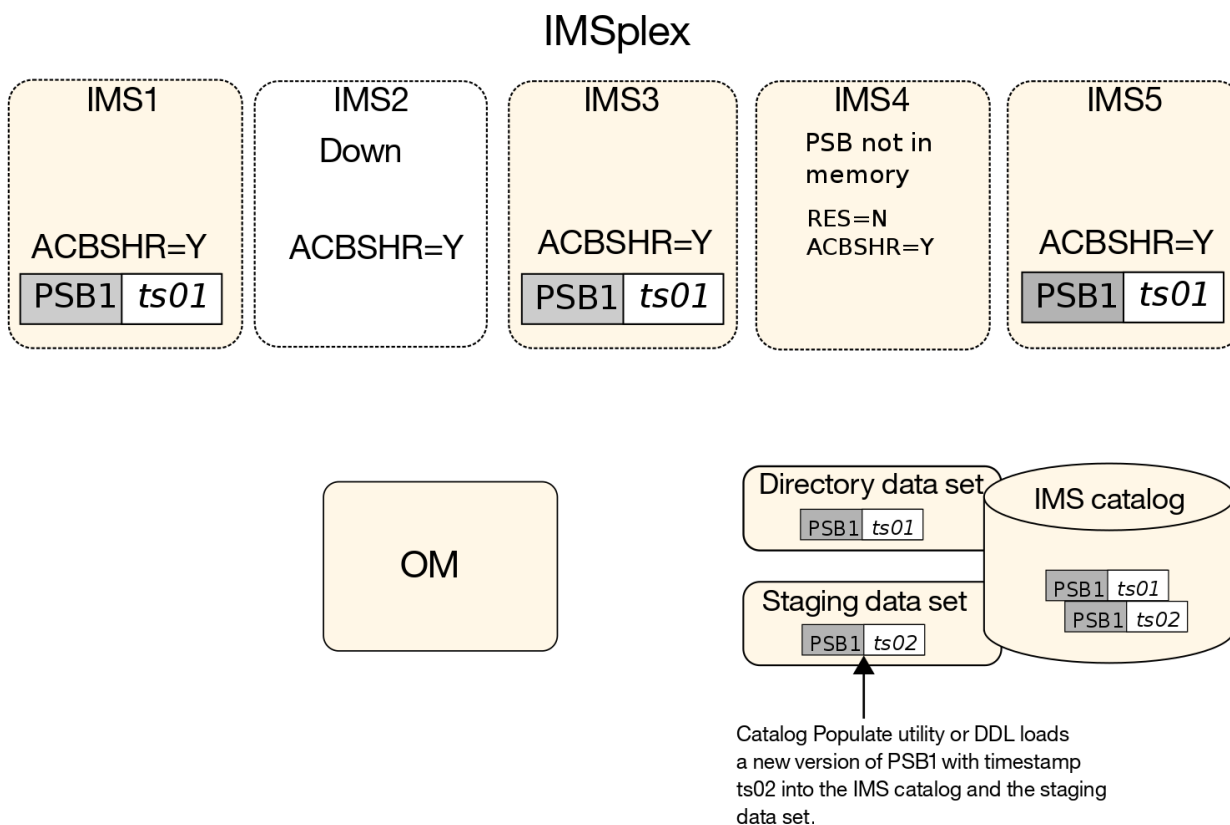 IMSplex
IMS1
ACBSHR=Y
PSB1 ts01
IMS2
Down
ACBSHR=Y
IMS3
ACBSHR=Y
PSB1 ts01
IMS4
PSB not in
memory
RES=N
ACBSHR=Y
IMS5
ACBSHR=Y
PSB1 ts01
OM
Directory data set
PSB1 ts01
Staging data set
PSB1 ts02
IMS catalog
PSB1 ts01
PSB1 ts02
Catalog Populate utility or DDL loads
a new version of PSB1 with timestamp
ts02 into the IMS catalog and the staging
data set.